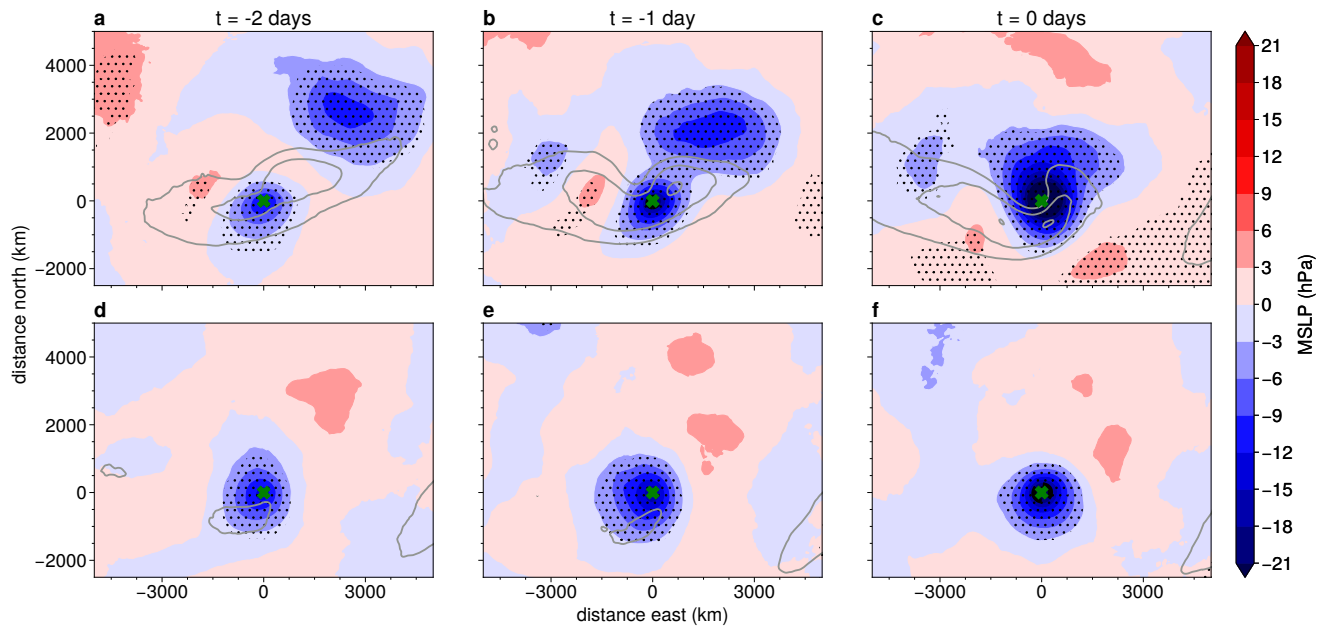 a t = -2 days
b t = -1 day
c t = 0 days
4000
2000
0
−2000
distance north (km)
21
18
15
12
9
6
3
0
−3
−6
−9
−12
−15
−18
−21
MSLP (hPa)
d
e
f
4000
2000
0
−2000
−3000 0 3000
−3000 0 3000
−3000 0 3000
distance east (km)